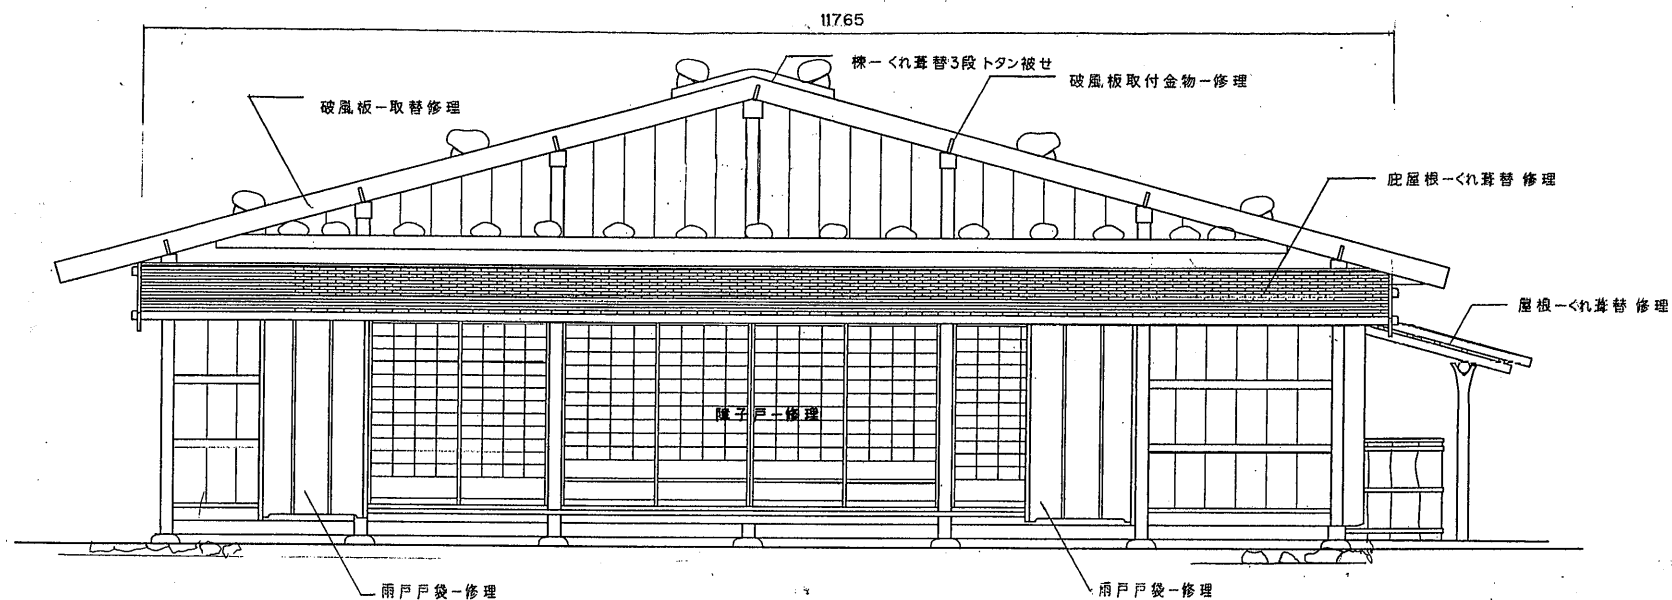 11765
棟ーくれ葺替3段トタン被せ
破風板取付金物ー修理
破風板ー取替修理
庇屋根ーくれ葺替 修理
屋根ーくれ葺替 修理
障子戸ー修理
雨戸戸袋ー修理
雨戸戸袋ー修理